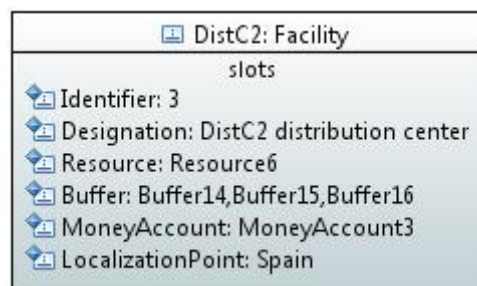 DistC2: Facility
slots
Identifier: 3
Designation: DistC2 distribution center
Resource: Resource6
Buffer: Buffer14,Buffer15,Buffer16
MoneyAccount: MoneyAccount3
LocalizationPoint: Spain